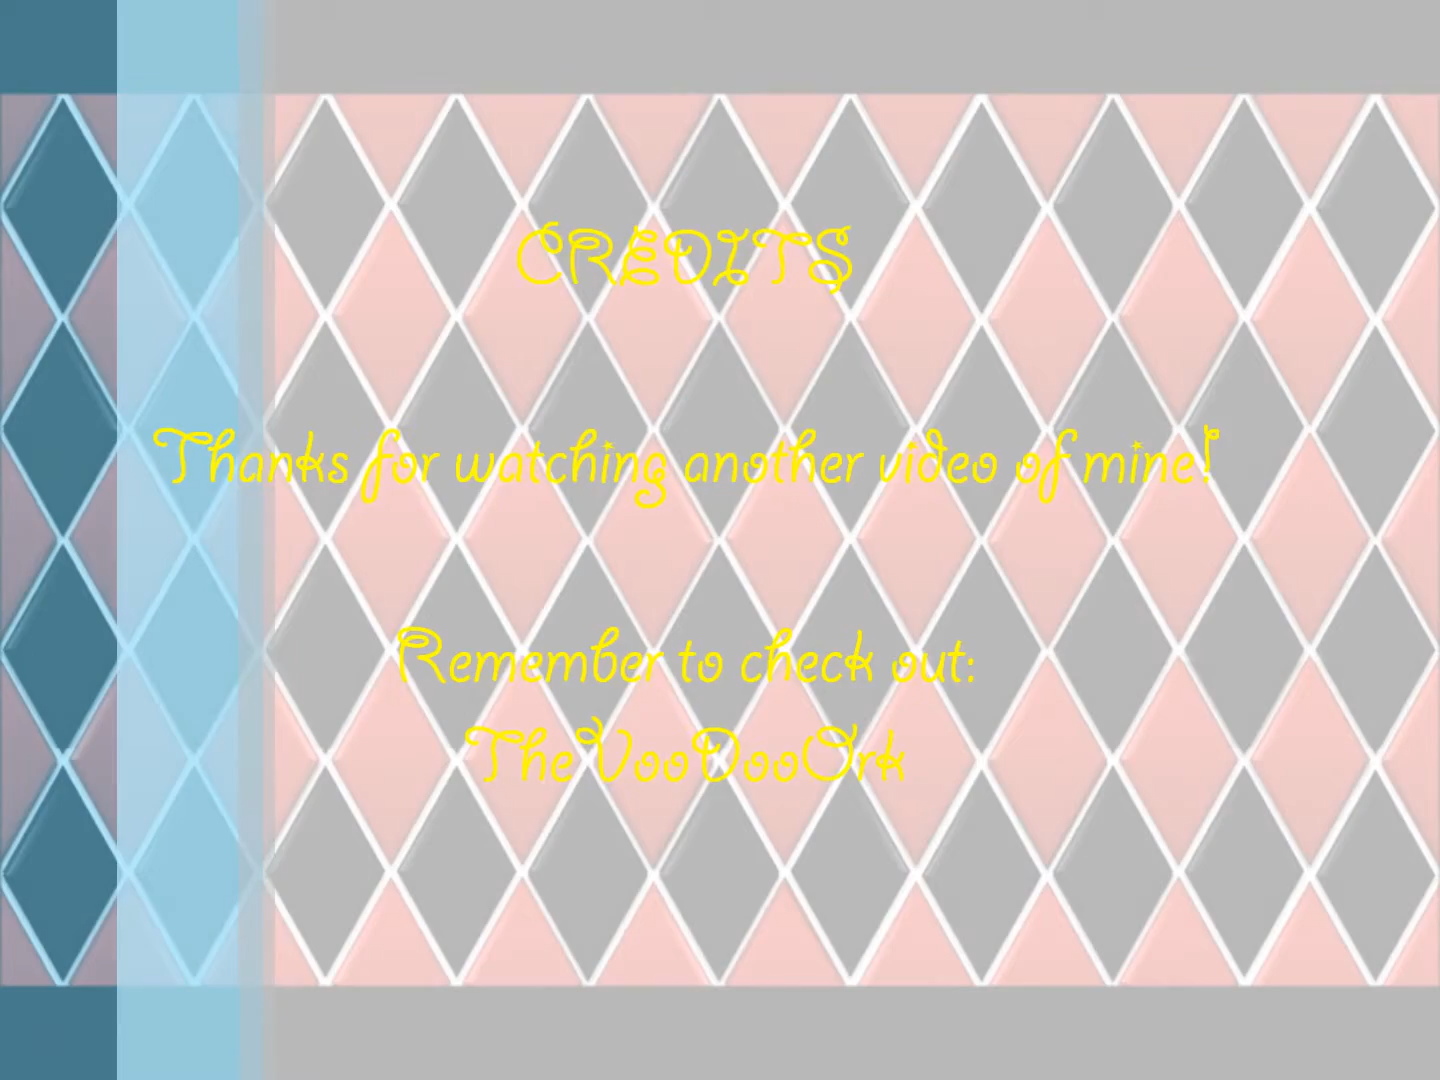 CREDITS
Thanks for watching another video of mine!
Remember to check out:
TheVooDooOrk